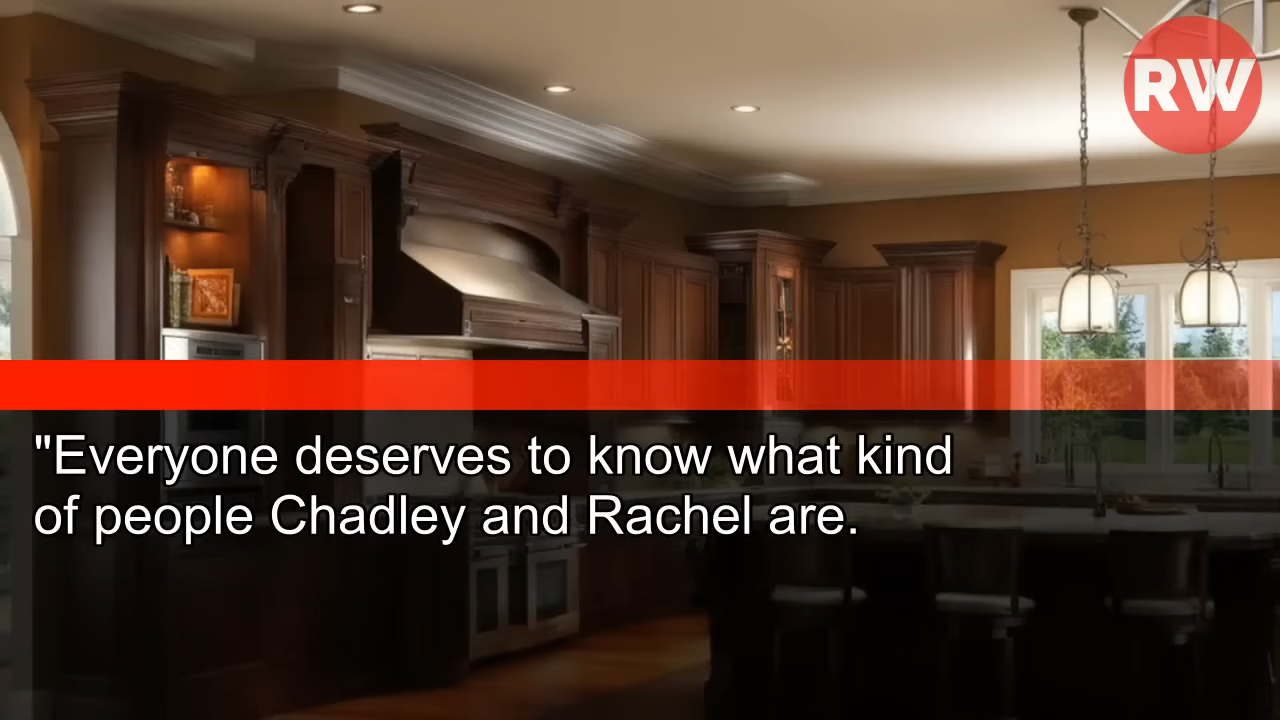 RW
"Everyone deserves to know what kind
of people Chadley and Rachel are.